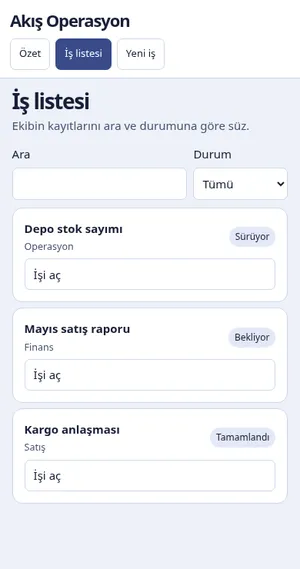 Akış Operasyon
Özet
İş listesi
Yeni iş
İş listesi
Ekibin kayıtlarını ara ve durumuna göre süz.
Ara
Durum
Tümü
Depo stok sayımı
Sürüyor
Operasyon
İşi aç
Mayıs satış raporu
Bekliyor
Finans
İşi aç
Kargo anlaşması
Tamamlandı
Satış
İşi aç